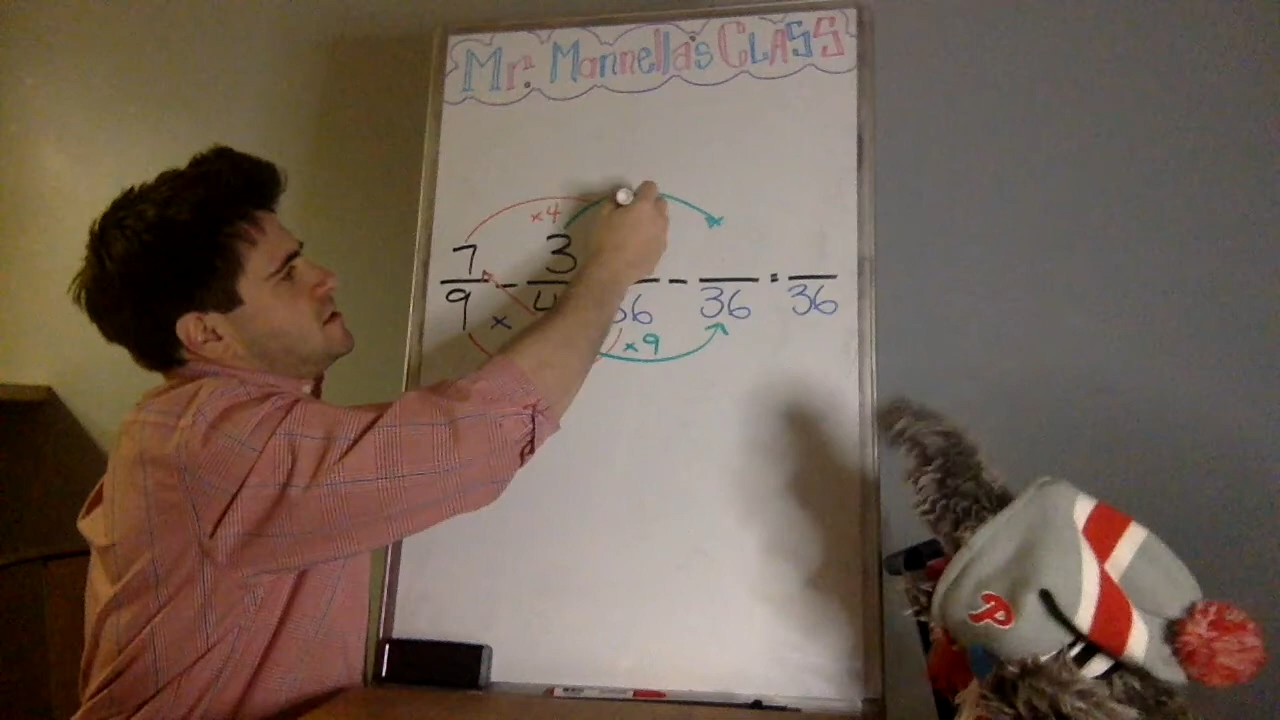 Mr. Mannella's CLASS
×4
7 3
— - — — - — = —
9 4 36 36 36
×
×9
P